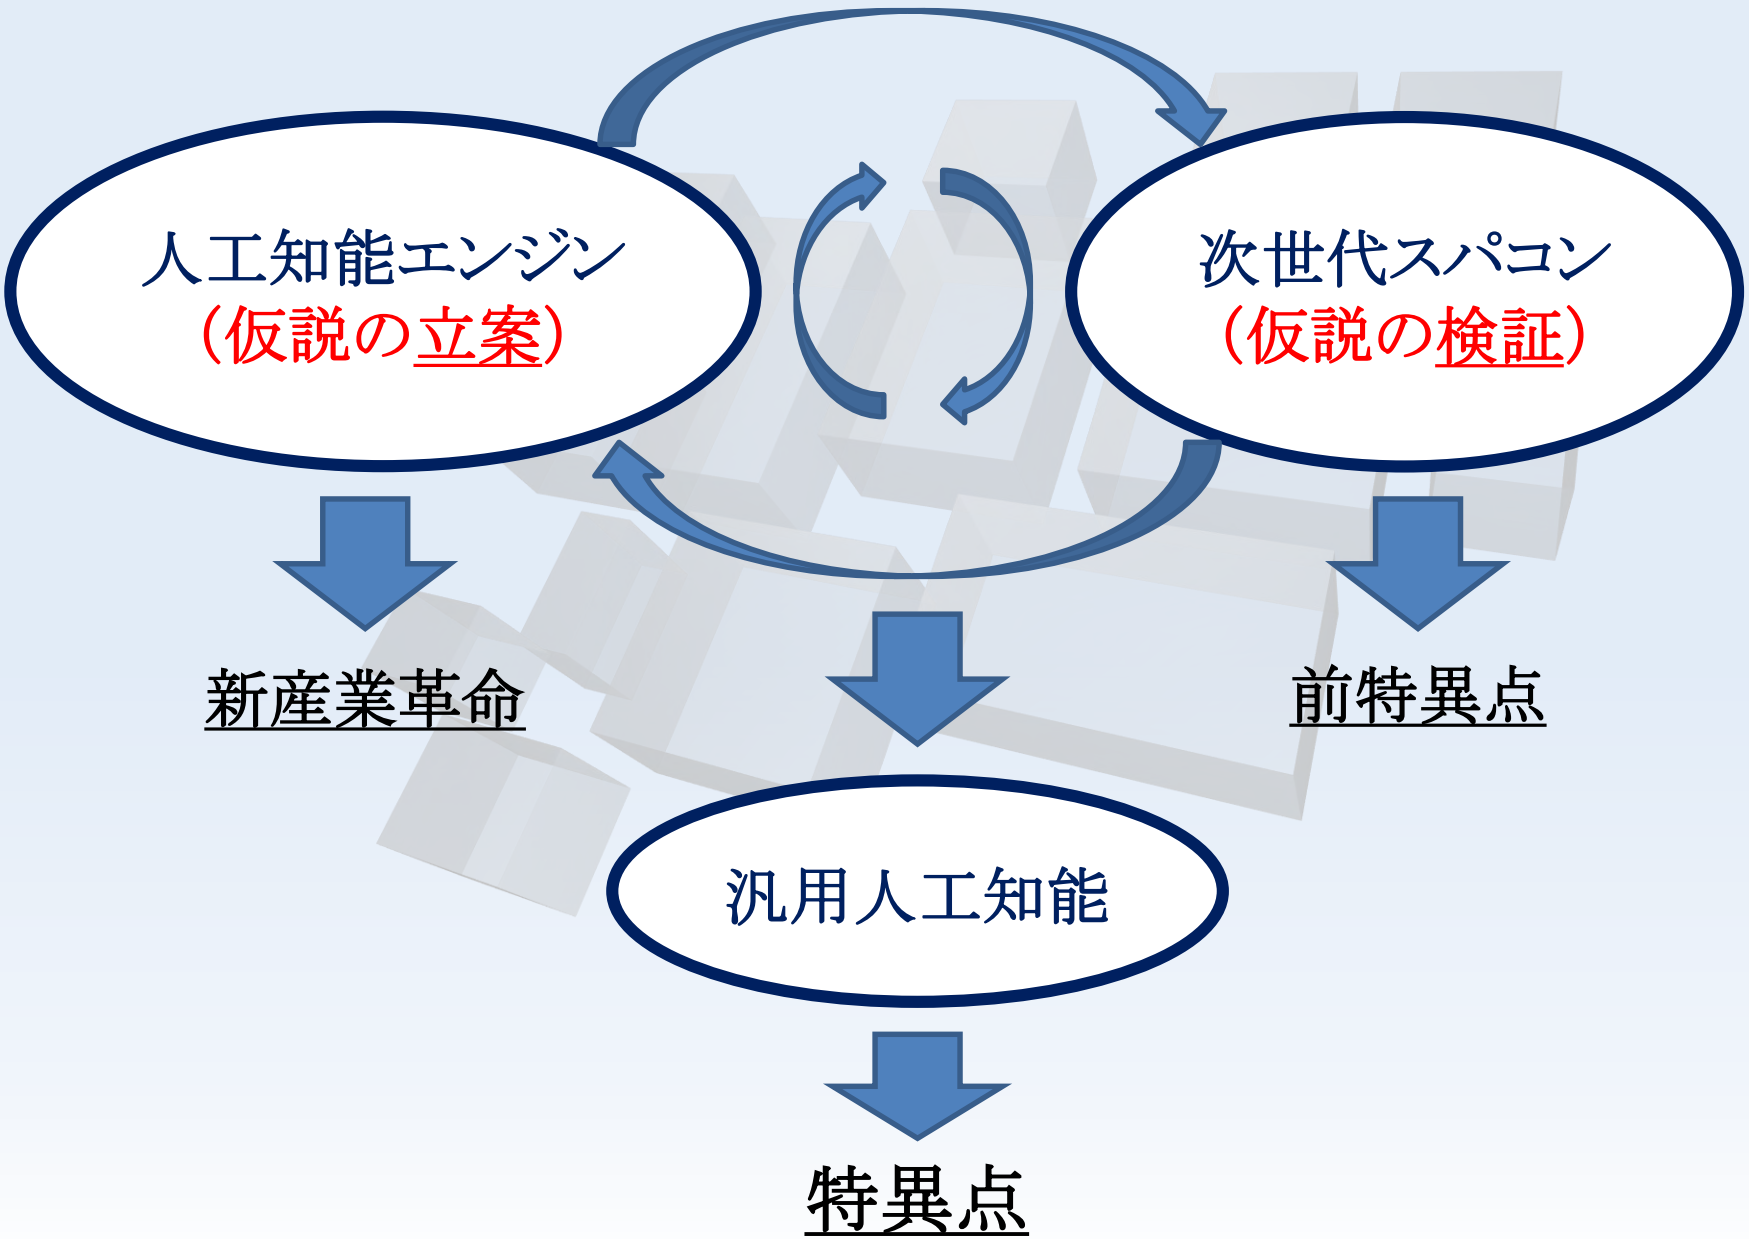 人工知能エンジン
（仮説の立案）
次世代スパコン
（仮説の検証）
新産業革命
前特異点
汎用人工知能
特異点